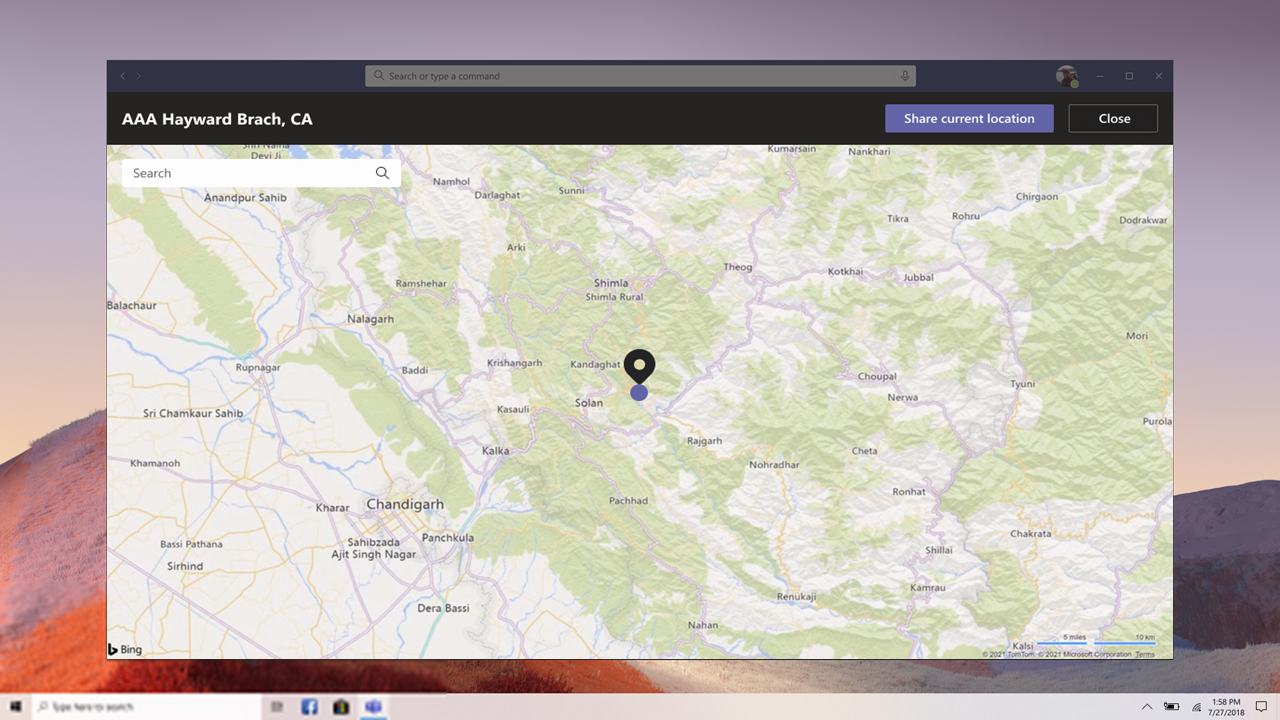 Search or type a command
AAA Hayward Brach, CA
Share current location
Close
Search
Shri Naina
Devi Ji
Kumarsain
Nankhari
Namhol
Darlaghat
Sunni
Anandpur Sahib
Chirgaon
Tikra
Rohru
Dodrakwar
Arki
Theog
Kotkhai
Jubbal
Ramshehar
Shimla
Shimla Rural
Balachaur
Nalagarh
Mori
Rupnagar
Baddi
Krishangarh
Kandaghat
Choupal
Tyuni
Nerwa
Sri Chamkaur Sahib
Kasauli
Solan
Purola
Rajgarh
Kalka
Cheta
Khamanoh
Nohradhar
Ronhat
Kharar
Chandigarh
Pachhad
Chakrata
Bassi Pathana
Sahibzada
Ajit Singh Nagar
Panchkula
Shillai
Sirhind
Kamrau
Renukaji
Dera Bassi
Nahan
Kalsi
5 miles
10 km
Bing
© 2021 TomTom, © 2021 Microsoft Corporation Terms
Type here to search
1:58 PM
7/27/2018